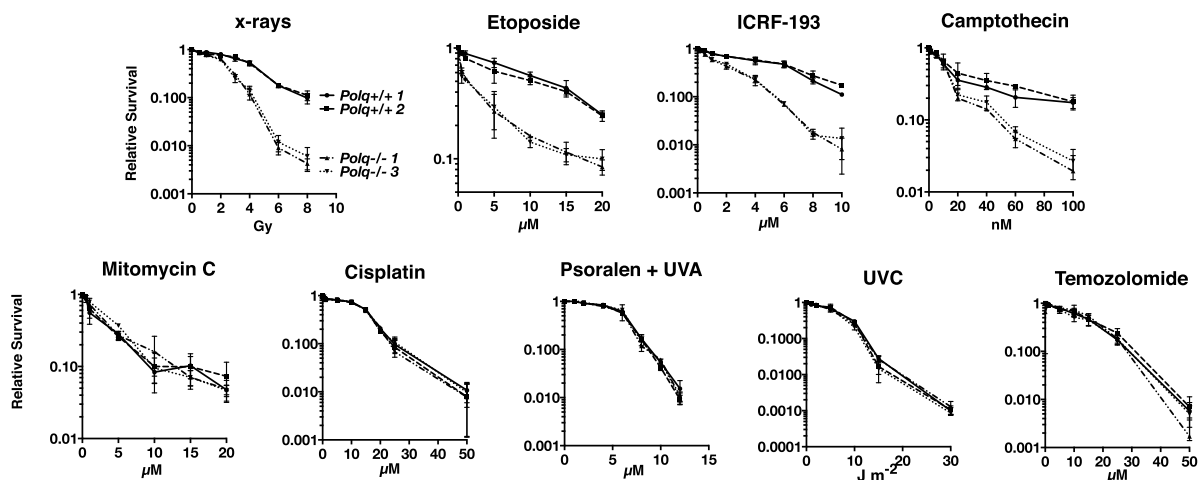 x-rays
Etoposide
ICRF-193
Camptothecin
Relative Survival
1
0.100
0.010
0.001
0 2 4 6 8 10
Gy
Polq+/+ 1
Polq+/+ 2
Polq-/- 1
Polq-/- 3
1
0.1
0 5 10 15 20
µM
1
0.100
0.010
0.001
0 2 4 6 8 10
µM
1
0.10
0.01
0 20 40 60 80 100
nM
Mitomycin C
Cisplatin
Psoralen + UVA
UVC
Temozolomide
Relative Survival
1
0.10
0.01
0 5 10 15 20
µM
1
0.100
0.010
0.001
0 10 20 30 40 50
µM
1
0.100
0.010
0.001
0 5 10 15
µM
1
0.1000
0.0100
0.0010
0.0001
0 10 20 30
J m-2
1
0.100
0.010
0.001
0 10 20 30 40 50
µM